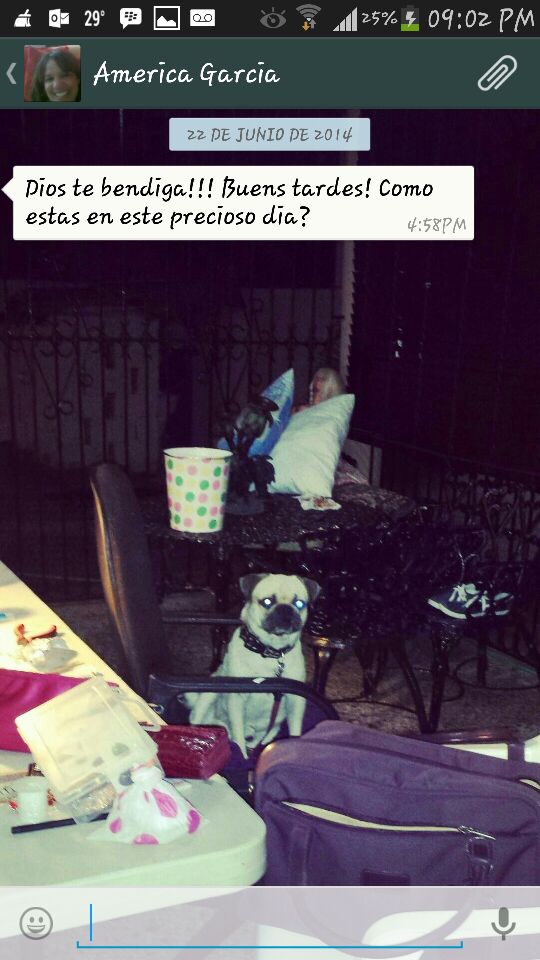 29° 25% 09:02 PM
America Garcia
22 DE JUNIO DE 2014
Dios te bendiga!!! Buens tardes! Como
estas en este precioso dia?
4:58PM